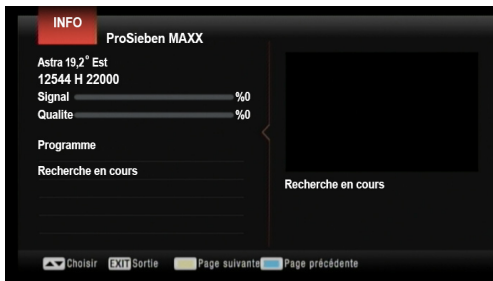 INFO
ProSieben MAXX
Astra 19,2° Est
12544 H 22000
Signal %0
Qualite %0
Programme
Recherche en cours
Recherche en cours
Choisir EXIT Sortie Page suivante Page précédente